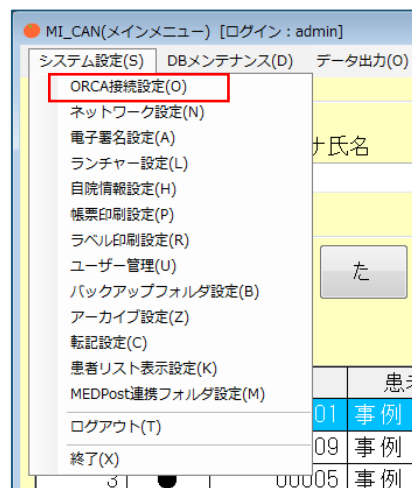 MI_CAN(メインメニュー) [ログイン : admin]
システム設定(S) DBメンテナンス(D) データ出力(O)
ORCA接続設定(O)
ネットワーク設定(N)
電子署名設定(A)
ナ氏名
ランチャー設定(L)
自院情報設定(H)
帳票印刷設定(P)
ラベル印刷設定(R)
ユーザー管理(U)
た
バックアップフォルダ設定(B)
アーカイブ設定(Z)
転記設定(C)
患者リスト表示設定(K)
患
MEDPost連携フォルダ設定(M)
01 事例
ログアウト(T)
09 事例
終了(X)
3 ● 00005 事例